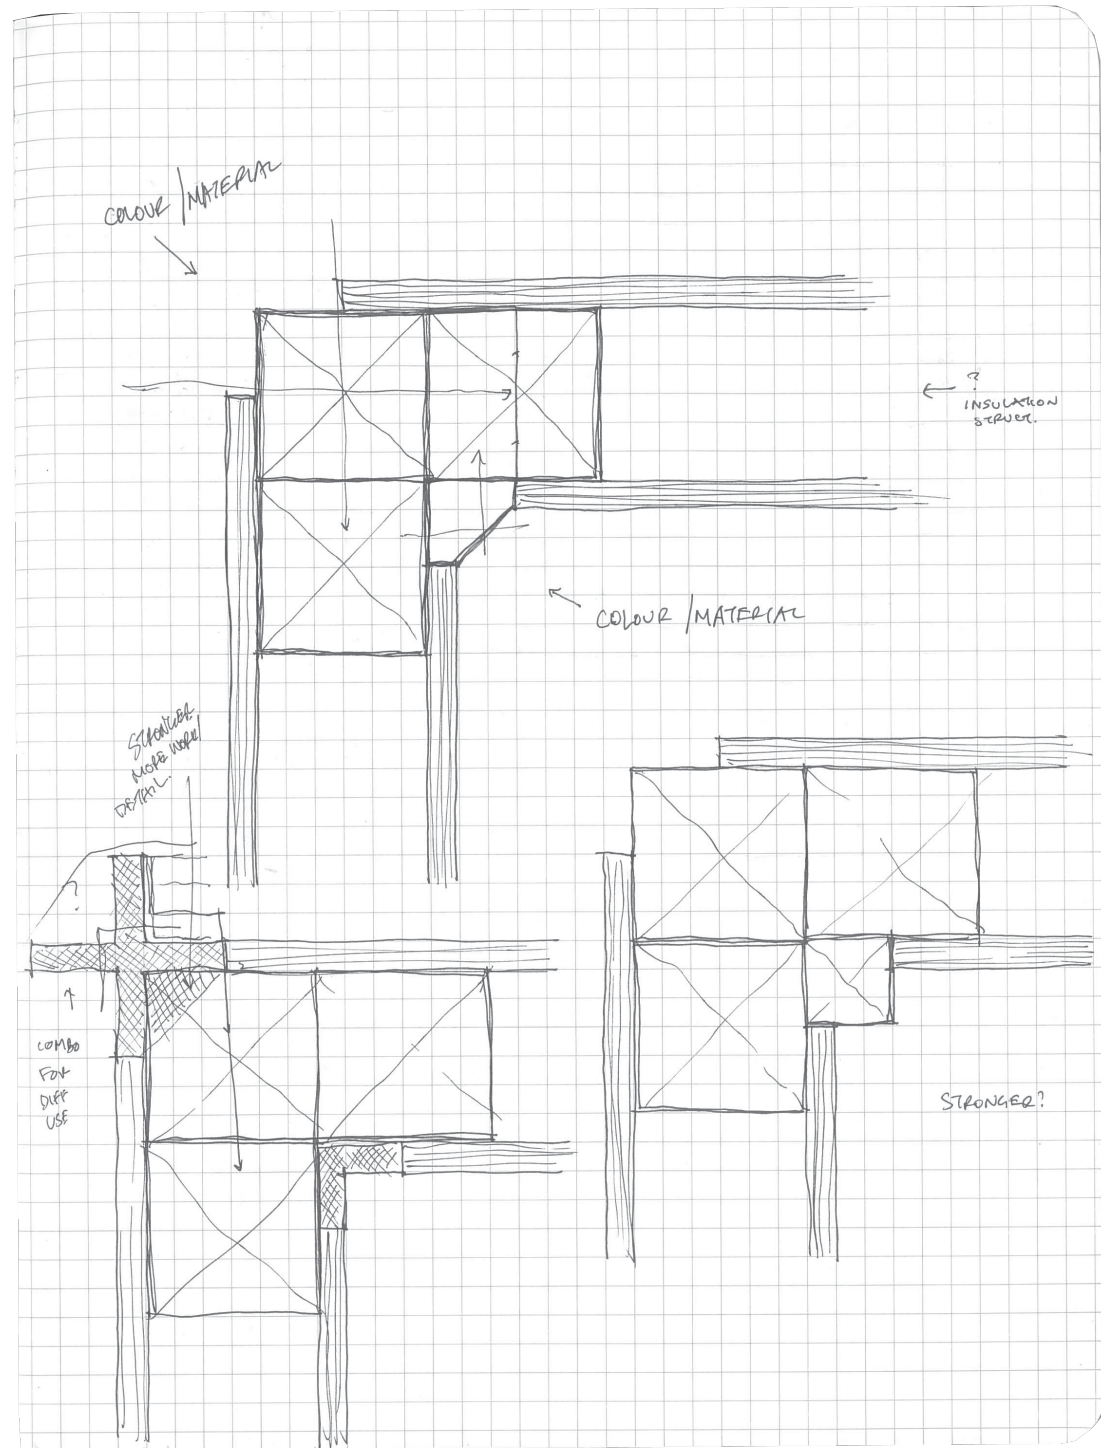 COLOUR /MATERIAL
?
INSULATION
STRUCT.
COLOUR /MATERIAL
STRONGER
MORE WORK/
DETAIL.
?
COMBO
FOR
DIFF
USE
STRONGER?